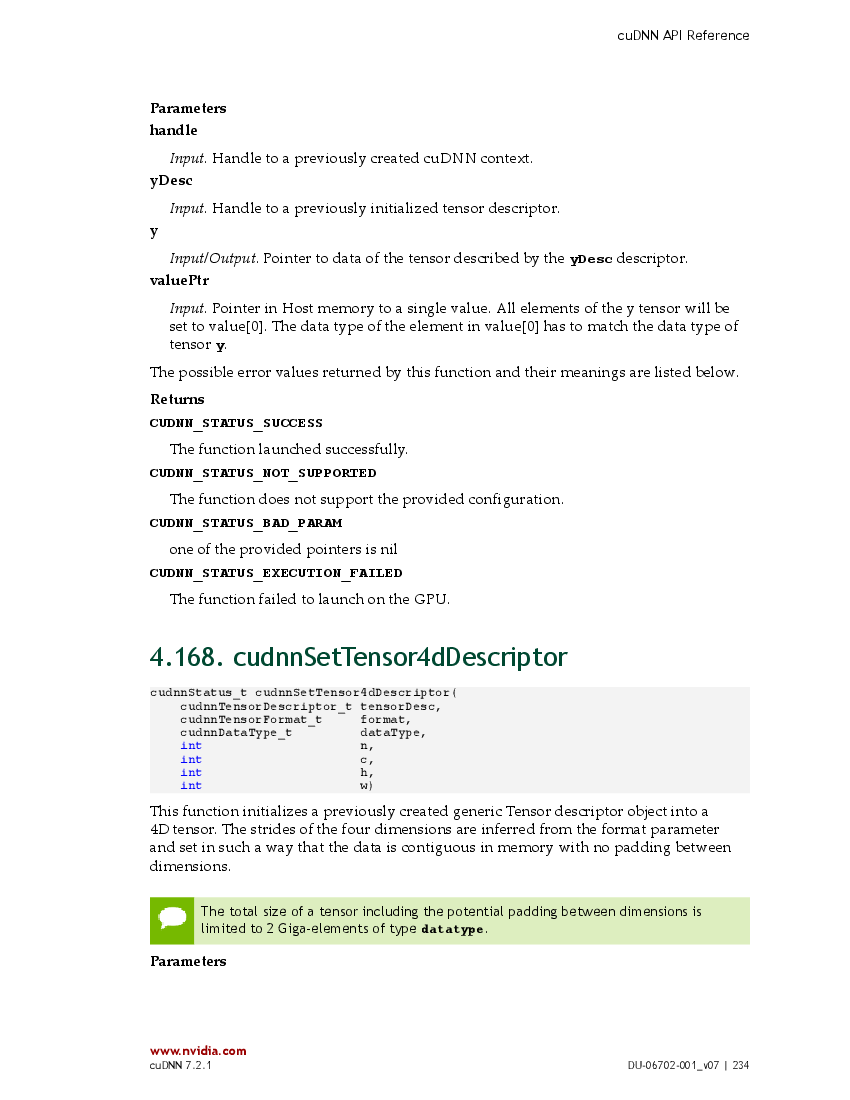 cuDNN API Reference
Parameters
handle
Input. Handle to a previously created cuDNN context.
yDesc
Input. Handle to a previously initialized tensor descriptor.
y
Input/Output. Pointer to data of the tensor described by the yDesc descriptor.
valuePtr
Input. Pointer in Host memory to a single value. All elements of the y tensor will be
set to value[0]. The data type of the element in value[0] has to match the data type of
tensor y.
The possible error values returned by this function and their meanings are listed below.
Returns
CUDNN_STATUS_SUCCESS
The function launched successfully.
CUDNN_STATUS_NOT_SUPPORTED
The function does not support the provided configuration.
CUDNN_STATUS_BAD_PARAM
one of the provided pointers is nil
CUDNN_STATUS_EXECUTION_FAILED
The function failed to launch on the GPU.
4.168. cudnnSetTensor4dDescriptor
cudnnStatus_t cudnnSetTensor4dDescriptor(
cudnnTensorDescriptor_t tensorDesc,
cudnnTensorFormat_t format,
cudnnDataType_t dataType,
int n,
int c,
int h,
int w)
This function initializes a previously created generic Tensor descriptor object into a
4D tensor. The strides of the four dimensions are inferred from the format parameter
and set in such a way that the data is contiguous in memory with no padding between
dimensions.
The total size of a tensor including the potential padding between dimensions is
limited to 2 Giga-elements of type datatype.
Parameters
www.nvidia.com
cuDNN 7.2.1 DU-06702-001_v07 | 234